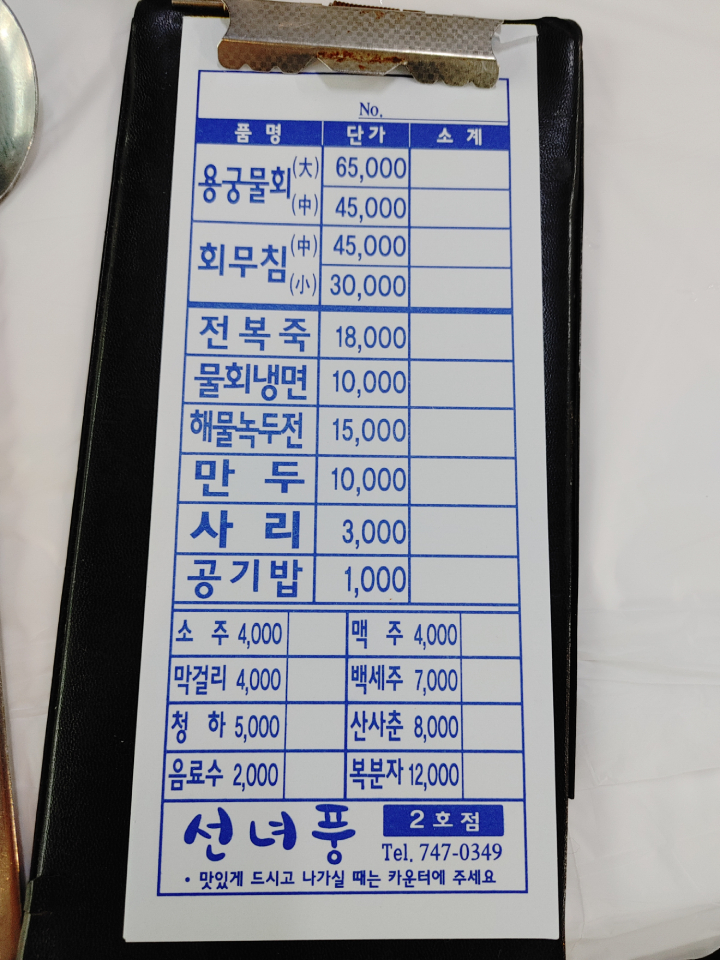 No.
품 명 단 가 소 계
용궁물회 (大) 65,000
(中) 45,000
회무침 (中) 45,000
(小) 30,000
전 복 죽 18,000
물회냉면 10,000
해물녹두전 15,000
만 두 10,000
사 리 3,000
공 기 밥 1,000
소 주 4,000 맥 주 4,000
막걸리 4,000 백세주 7,000
청 하 5,000 산사춘 8,000
음료수 2,000 복분자 12,000
선녀풍 2호점
Tel. 747-0349
• 맛있게 드시고 나가실 때는 카운터에 주세요